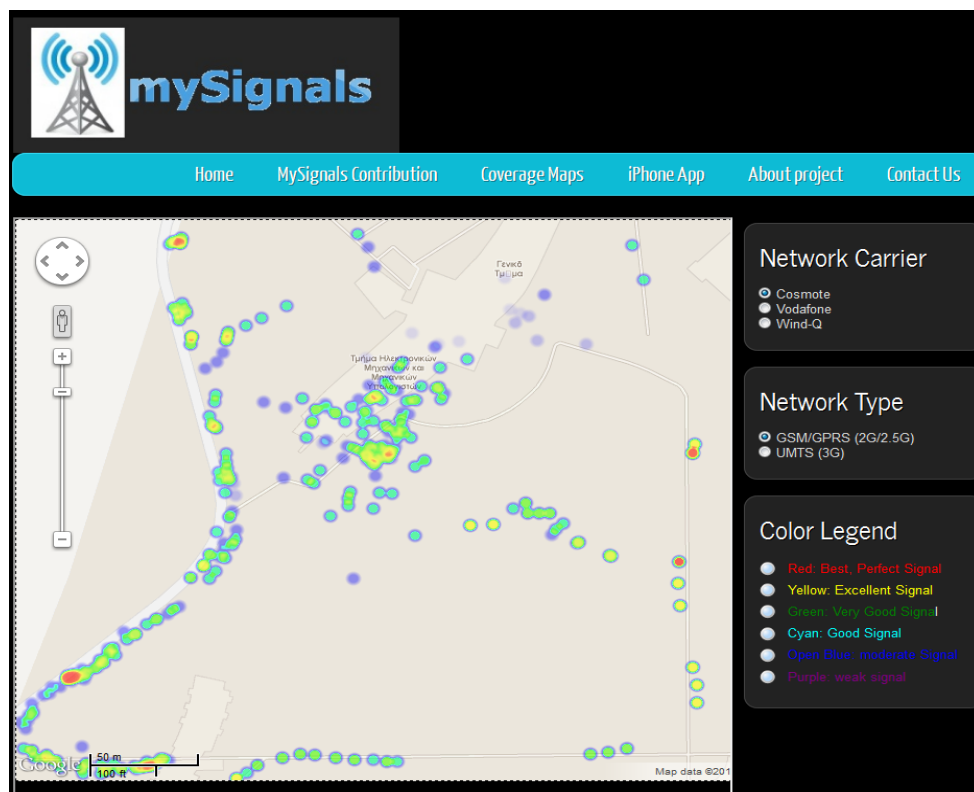 mySignals
Home MySignals Contribution Coverage Maps iPhone App About project Contact Us
Γενικό
Τμήμα
Τμήμα Ηλεκτρονικών
Μηχανικών και
Μηχανικών
Υπολογιστών
Google
50 m
100 ft
Map data ©201
Network Carrier
Cosmote
Vodafone
Wind-Q
Network Type
GSM/GPRS (2G/2.5G)
UMTS (3G)
Color Legend
Red: Best, Perfect Signal
Yellow: Excellent Signal
Green: Very Good Signal
Cyan: Good Signal
Open Blue: moderate Signal
Purple: weak signal